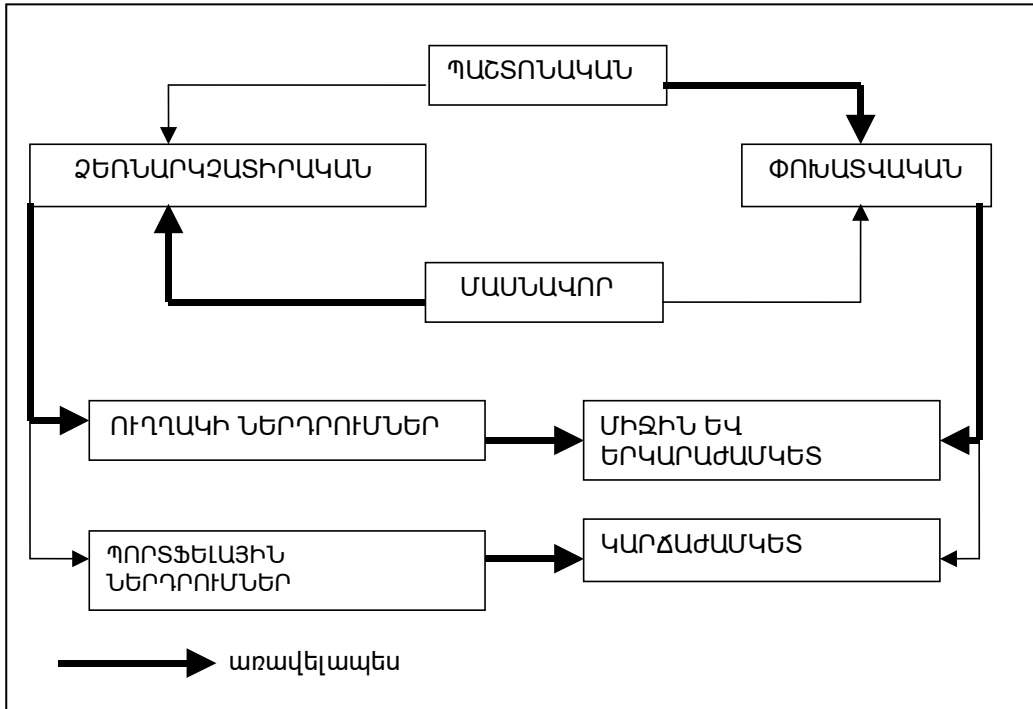 ՊԱՇՏՈՆԱԿԱՆ
ՁԵՌՆԱՐԿՉԱՏԻՐԱԿԱՆ
ՓՈԽԱՏՎԱԿԱՆ
ՄԱՍՆԱՎՈՐ
ՈՒՂՂԱԿԻ ՆԵՐԴՐՈՒՄՆԵՐ
ՄԻՋԻՆ ԵՎ
ԵՐԿԱՐԱԺԱՄԿԵՏ
ՊՈՐՏՖԵԼԱՅԻՆ
ՆԵՐԴՐՈՒՄՆԵՐ
ԿԱՐՃԱԺԱՄԿԵՏ
առավելապես